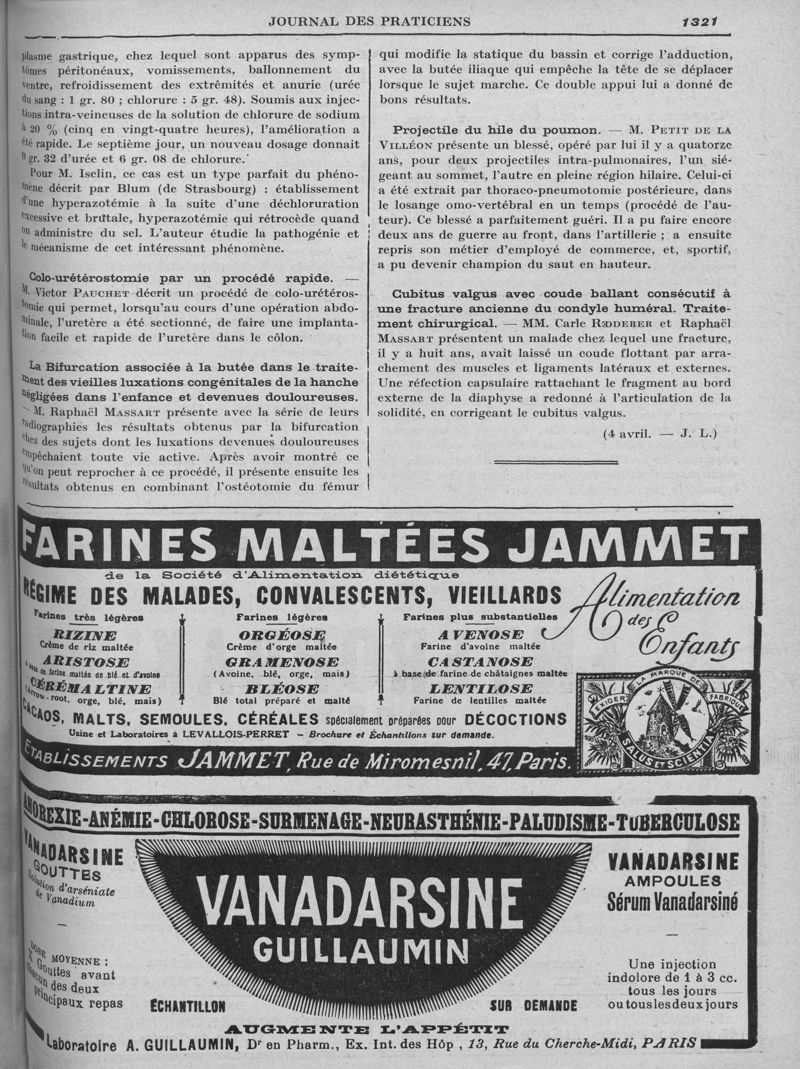 JOURNAL DES PRATICIENS
1321
plasme gastrique, chez lequel sont apparus des symp-
tômes péritonéaux, vomissements, ballonnement du
ventre, refroidissement des extrêmités et anurie (urée
du sang : 1 gr. 80 ; chlorure : 5 gr. 48). Soumis aux injec-
tions intra-veineuses de la solution de chlorure de sodium
à 20 % (cinq en vingt-quatre heures), l'amélioration a
été rapide. Le septième jour, un nouveau dosage donnait
0 gr. 32 d'urée et 6 gr. 08 de chlorure.
Pour M. Iselin, ce cas est un type parfait du phéno-
mène décrit par Blum (de Strasbourg) : établissement
d'une hyperazotémie à la suite d'une déchloruration
excessive et brutale, hyperazotémie qui rétrocède quand
on administre du sel. L'auteur étudie la pathogénie et
le mécanisme de cet intéressant phénomène.
Colo-urétérostomie par un procédé rapide. —
M. Victor PAUCHET décrit un procédé de colo-urétéros-
tomie qui permet, lorsqu'au cours d'une opération abdo-
minale, l'uretère a été sectionné, de faire une implanta-
tion facile et rapide de l'uretère dans le côlon.
La Bifurcation associée à la butée dans le traite-
ment des vieilles luxations congénitales de la hanche
négligées dans l'enfance et devenues douloureuses.
— M. Raphaël MASSART présente avec la série de leurs
radiographies les résultats obtenus par la bifurcation
chez des sujets dont les luxations devenues douloureuses
empêchaient toute vie active. Après avoir montré ce
qu'on peut reprocher à ce procédé, il présente ensuite les
résultats obtenus en combinant l'ostéotomie du fémur
qui modifie la statique du bassin et corrige l'adduction,
avec la butée iliaque qui empêche la tête de se déplacer
lorsque le sujet marche. Ce double appui lui a donné de
bons résultats.
Projectile du hile du poumon. — M. PETIT DE LA
VILLÉON présente un blessé, opéré par lui il y a quatorze
ans, pour deux projectiles intra-pulmonaires, l'un sié-
geant au sommet, l'autre en pleine région hilaire. Celui-ci
a été extrait par thoraco-pneumotomie postérieure, dans
le losange omo-vertébral en un temps (procédé de l'au-
teur). Ce blessé a parfaitement guéri. Il a pu faire encore
deux ans de guerre au front, dans l'artillerie ; a ensuite
repris son métier d'employé de commerce, et, sportif,
a pu devenir champion du saut en hauteur.
Cubitus valgus avec coude ballant consécutif à
une fracture ancienne du condyle huméral. Traite-
ment chirurgical. — MM. Carle RŒDERER et Raphaël
MASSART présentent un malade chez lequel une fracture,
il y a huit ans, avait laissé un coude flottant par arra-
chement des muscles et ligaments latéraux et externes.
Une réfection capsulaire rattachant le fragment au bord
externe de la diaphyse a redonné à l'articulation de la
solidité, en corrigeant le cubitus valgus.
(4 avril. — J. L.)
FARINES MALTÉES JAMMET
de la Société d'Alimentation diététique
RÉGIME DES MALADES, CONVALESCENTS, VIEILLARDS
Alimentation
des
Enfants
Farines très légères
RIZINE
Crème de riz maltée
ARISTOSE
à base de farine maltée de blé et d'avoine
CÉRÉMALTINE
(Arrow-root, orge, blé, maïs)
Farines légères
ORGÉOSE
Crème d'orge maltée
GRAMENOSE
(Avoine, blé, orge, maïs)
BLÉOSE
Blé total préparé et malté
Farines plus substantielles
AVENOSE
Farine d'avoine maltée
CASTANOSE
à base de farine de châtaignes maltée
LENTILOSE
Farine de lentilles maltée
CACAOS, MALTS, SEMOULES, CÉRÉALES spécialement préparées pour DÉCOCTIONS
Usine et Laboratoires à LEVALLOIS-PERRET — Brochure et Échantillons sur demande.
ÉTABLISSEMENTS JAMMET, Rue de Miromesnil, 47, Paris.
EXIGER LA MARQUE DE FABRIQUE
SALUS ET SCIENTIA
ANOREXIE-ANÉMIE-CHLOROSE-SURMENAGE-NEURASTHÉNIE-PALUDISME-TUBERCULOSE
VANADARSINE
GOUTTES
Solution d'arséniate
de Vanadium
—
DOSE MOYENNE :
X Gouttes avant
chacun des deux
principaux repas
VANADARSINE
GUILLAUMIN
ÉCHANTILLON
SUR DEMANDE
VANADARSINE
AMPOULES
Sérum Vanadarsiné
—
Une injection
indolore de 1 à 3 cc.
tous les jours
ou tous les deux jours
AUGMENTE L'APPÉTIT
Laboratoire A. GUILLAUMIN, Dr en Pharm., Ex. Int. des Hôp , 13, Rue du Cherche-Midi, PARIS